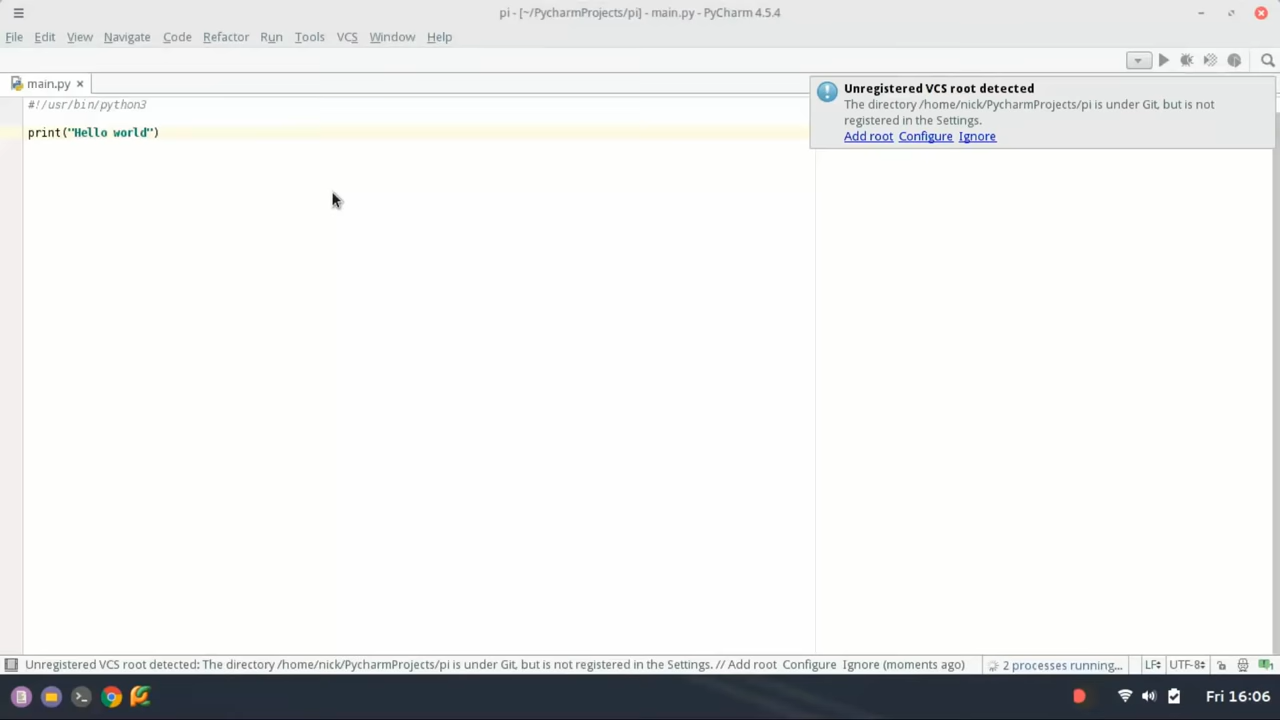 pi - [~/PycharmProjects/pi] - main.py - PyCharm 4.5.4
File Edit View Navigate Code Refactor Run Tools VCS Window Help
main.py
#!/usr/bin/python3
print("Hello world")
Unregistered VCS root detected
The directory /home/nick/PycharmProjects/pi is under Git, but is not
registered in the Settings.
Add root Configure Ignore
Unregistered VCS root detected: The directory /home/nick/PycharmProjects/pi is under Git, but is not registered in the Settings. // Add root Configure Ignore (moments ago) 2 processes running... LF UTF-8 1
Fri 16:06